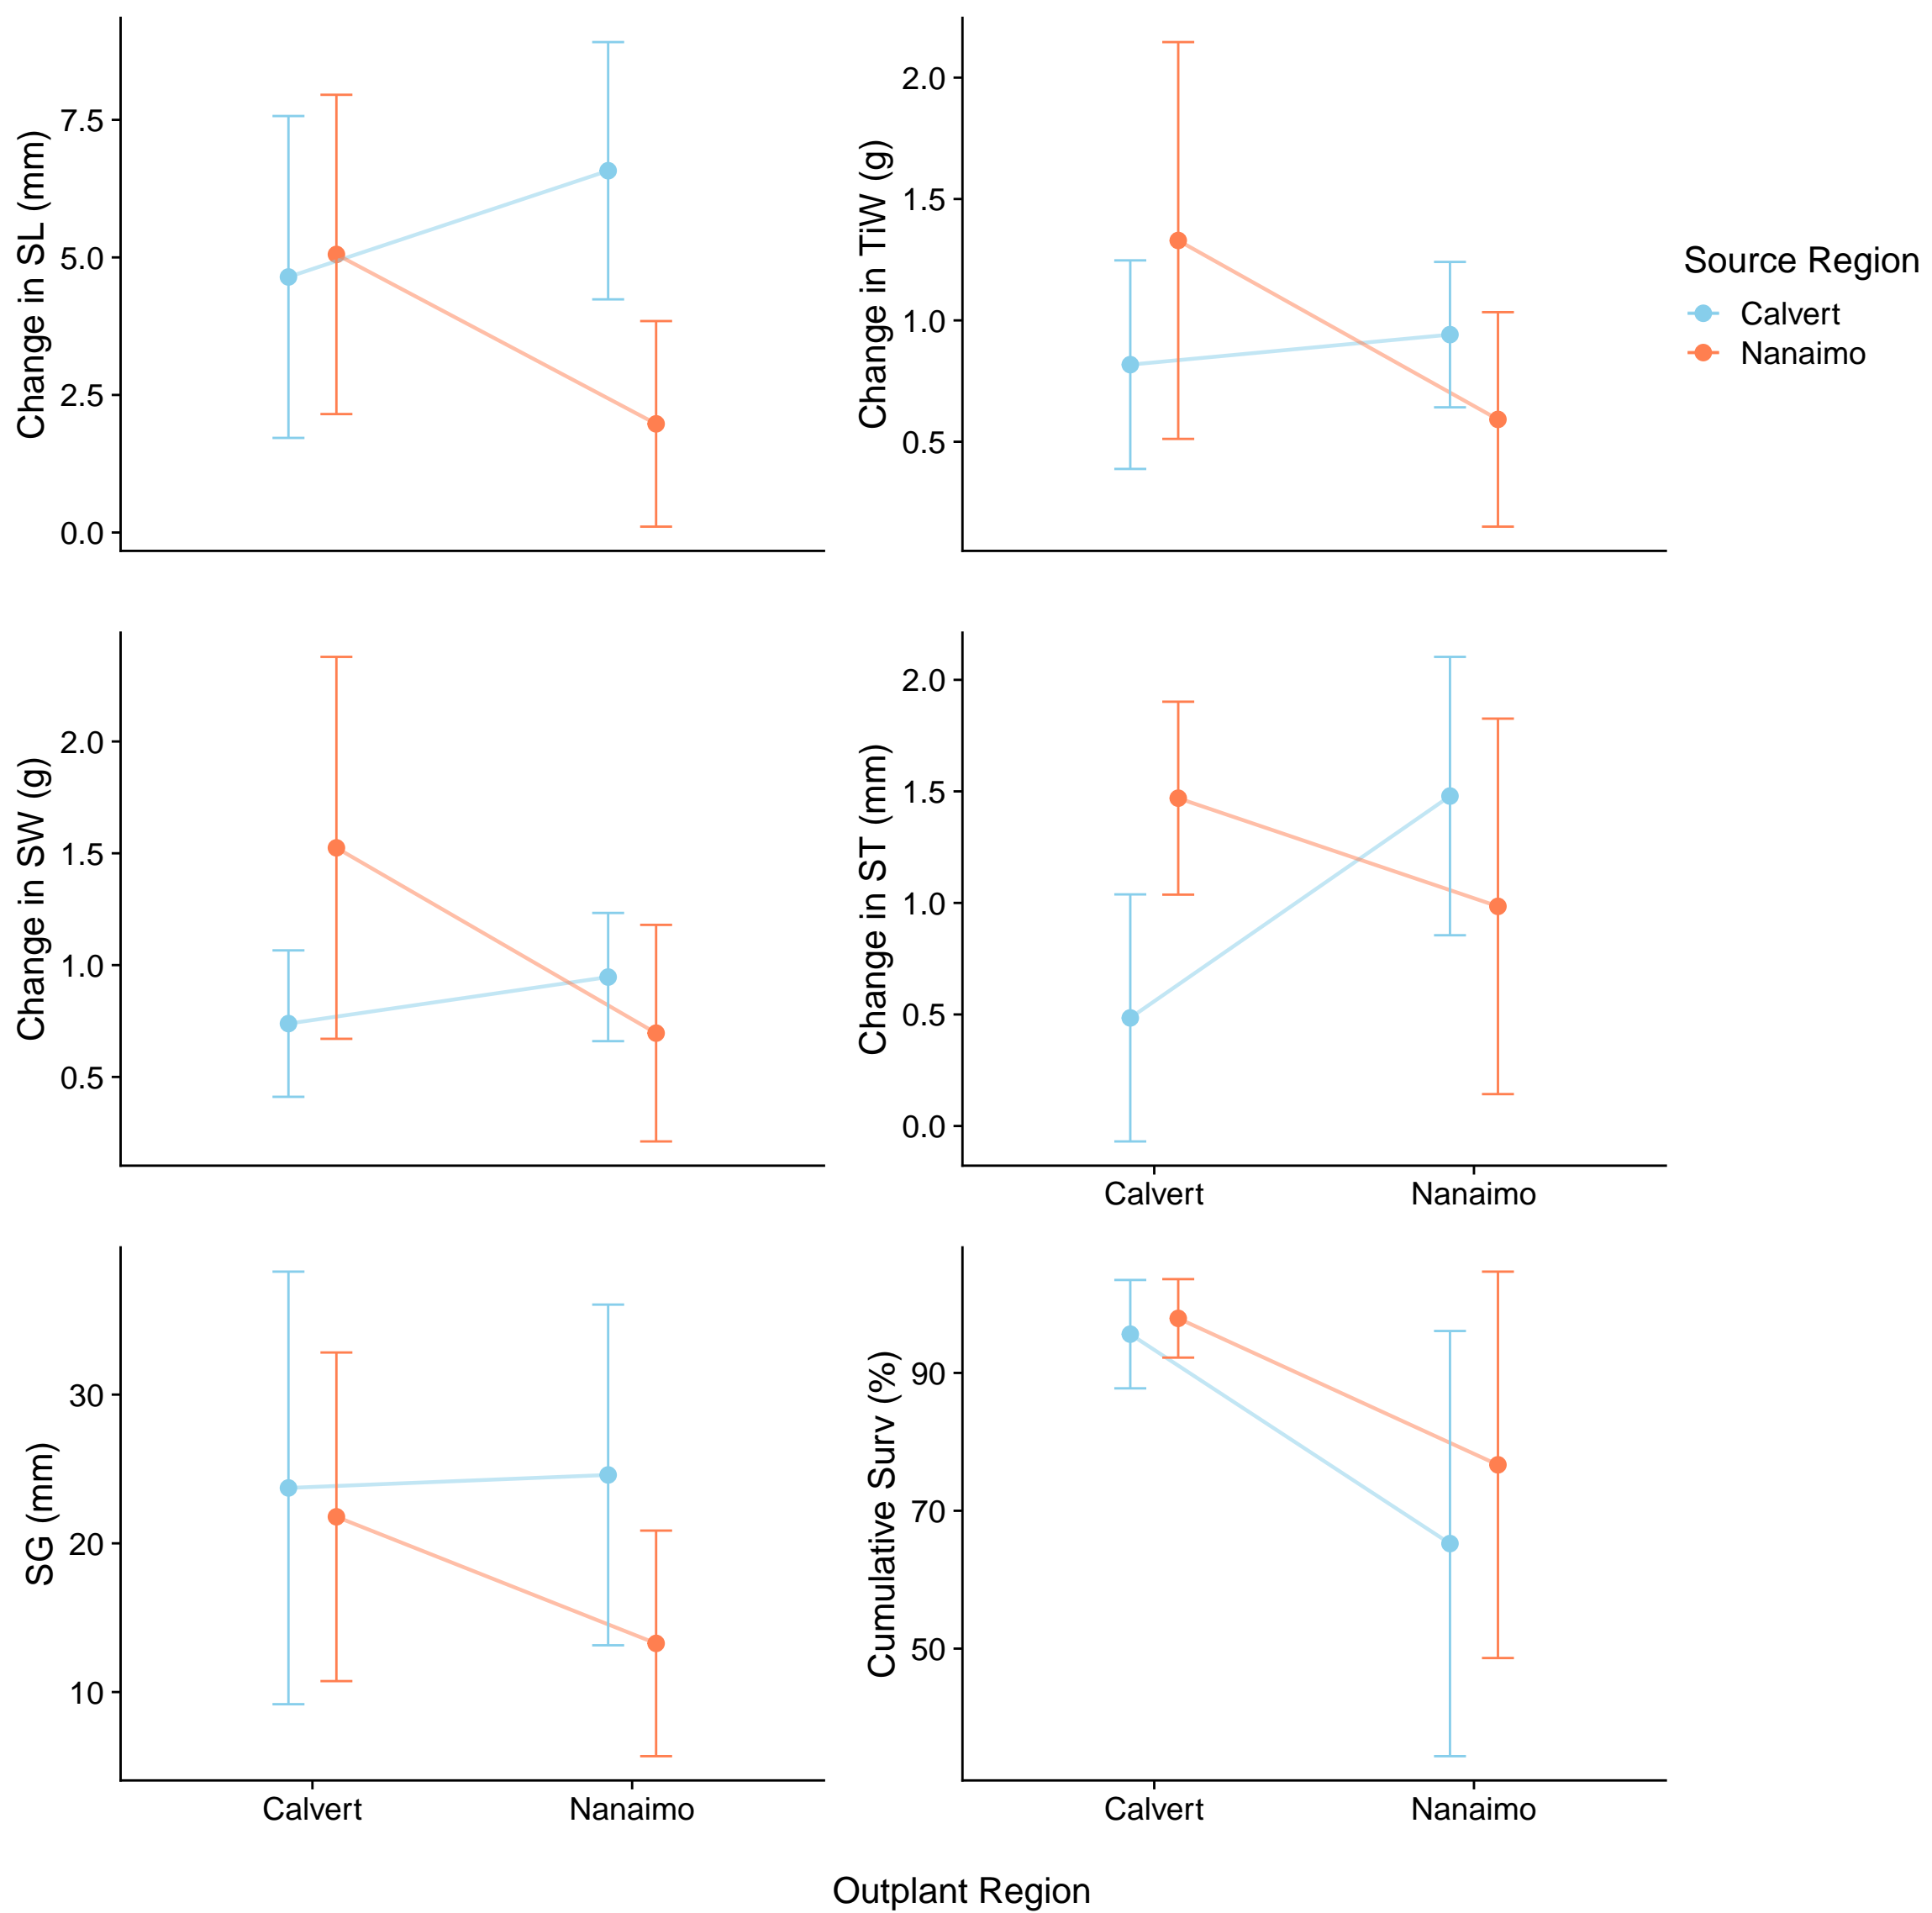 Change in SL (mm)
7.5
5.0
2.5
0.0
Change in TiW (g)
2.0
1.5
1.0
0.5
Source Region
Calvert
Nanaimo
Change in SW (g)
2.0
1.5
1.0
0.5
Change in ST (mm)
2.0
1.5
1.0
0.5
0.0
Calvert Nanaimo
SG (mm)
30
20
10
Calvert Nanaimo
Cumulative Surv (%)
90
70
50
Calvert Nanaimo
Outplant Region